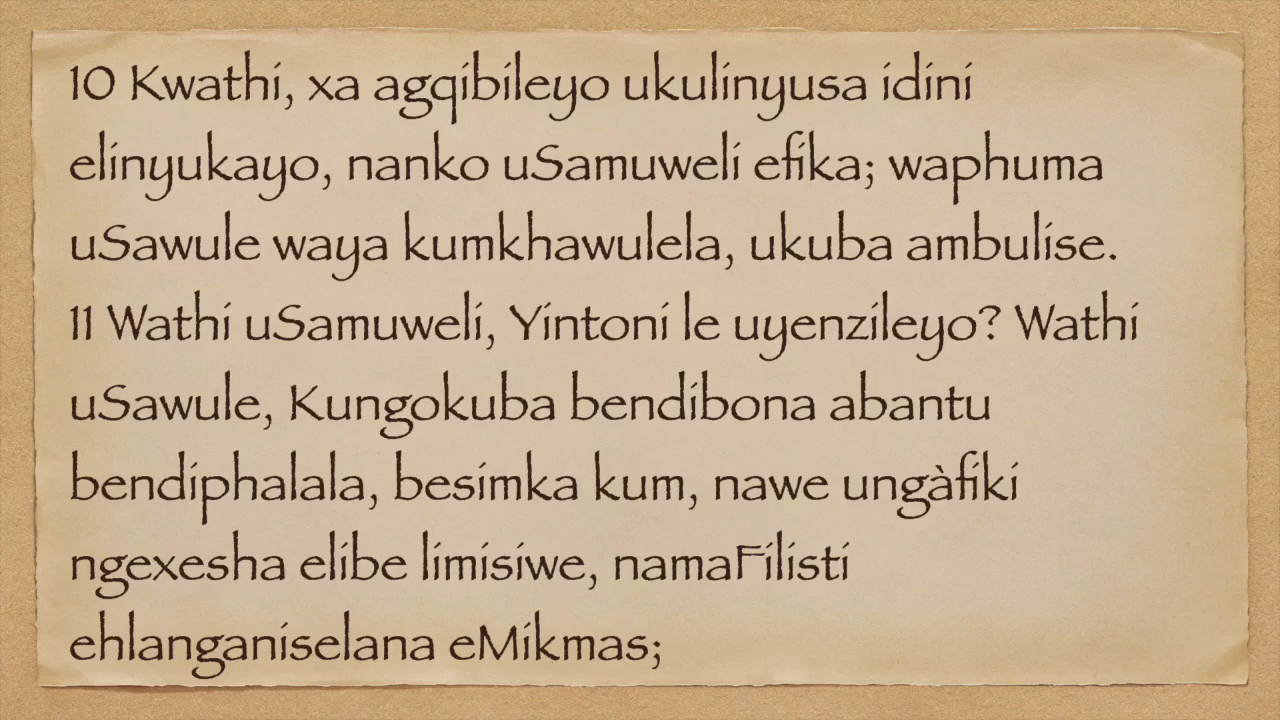 10 Kwathi, xa agqibileyo ukulinyusa idini
elinyukayo, nanko uSamuweli efika; waphuma
uSawule waya kumkhawulela, ukuba ambulise.
11 Wathi uSamuweli, Yintoni le uyenzileyo? Wathi
uSawule, Kungokuba bendibona abantu
bendiphalala, besimka kum, nawe ungàfiki
ngexesha elibe limisiwe, namaFilisti
ehlanganiselana eMikmas;